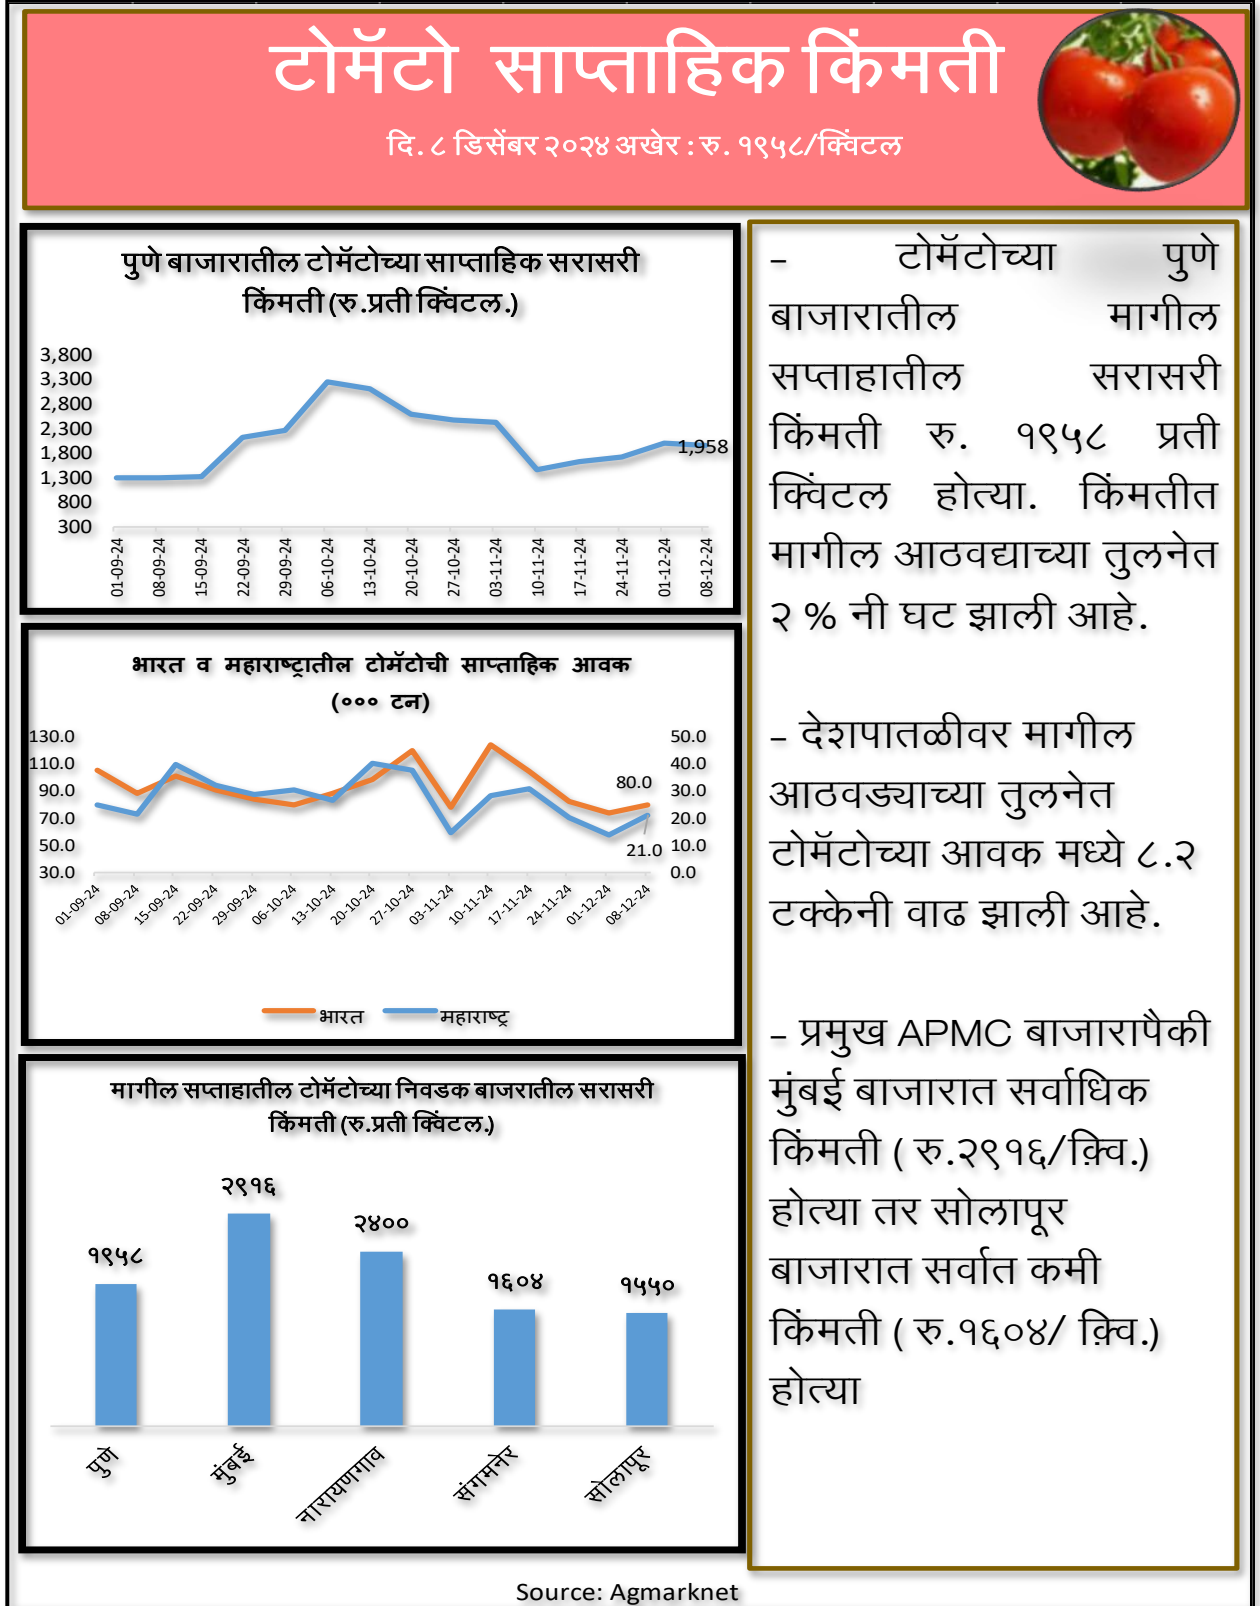 टोमॅटो साप्ताहिक किंमती
दि. ८ डिसेंबर २०२४ अखेर : रु. १९५८/क्विंटल
पुणे बाजारातील टोमॅटोच्या साप्ताहिक सरासरी
किंमती (रु.प्रती क्विंटल.)
3,800
3,300
2,800
2,300
1,800
1,300
800
300
1,958
01-09-24
08-09-24
15-09-24
22-09-24
29-09-24
06-10-24
13-10-24
20-10-24
27-10-24
03-11-24
10-11-24
17-11-24
24-11-24
01-12-24
08-12-24
भारत व महाराष्ट्रातील टोमॅटोची साप्ताहिक आवक
(००० टन)
130.0
110.0
90.0
70.0
50.0
30.0
50.0
40.0
30.0
20.0
10.0
0.0
80.0
21.0
01-09-24
08-09-24
15-09-24
22-09-24
29-09-24
06-10-24
13-10-24
20-10-24
27-10-24
03-11-24
10-11-24
17-11-24
24-11-24
01-12-24
08-12-24
भारत
महाराष्ट्र
मागील सप्ताहातील टोमॅटोच्या निवडक बाजरातील सरासरी
किंमती (रु.प्रती क्विंटल.)
१९५८
२९१६
२४००
१६०४
१५५०
पुणे
मुंबई
नारायणगाव
संगमनेर
सोलापूर
– टोमॅटोच्या पुणे
बाजारातील मागील
सप्ताहातील सरासरी
किंमती रु. १९५८ प्रती
क्विंटल होत्या. किंमतीत
मागील आठवद्याच्या तुलनेत
२ % नी घट झाली आहे.
– देशपातळीवर मागील
आठवड्याच्या तुलनेत
टोमॅटोच्या आवक मध्ये ८.२
टक्केनी वाढ झाली आहे.
– प्रमुख APMC बाजारापैकी
मुंबई बाजारात सर्वाधिक
किंमती ( रु.२९१६/क़्वि.)
होत्या तर सोलापूर
बाजारात सर्वात कमी
किंमती ( रु.१६०४/ क़्वि.)
होत्या
Source: Agmarknet